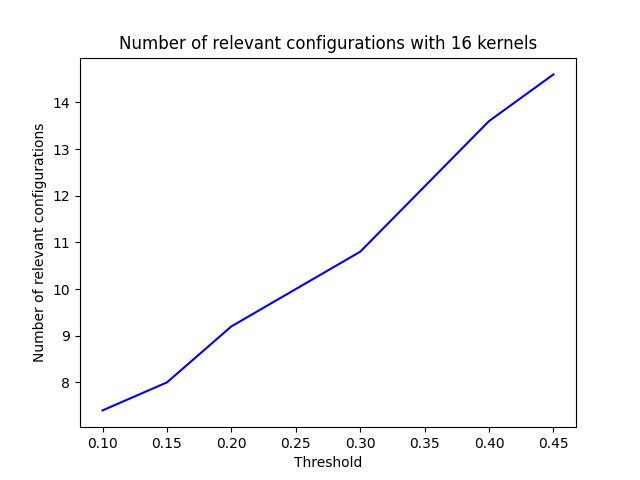 Number of relevant configurations with 16 kernels
Number of relevant configurations
14
13
12
11
10
9
8
0.10 0.15 0.20 0.25 0.30 0.35 0.40 0.45
Threshold